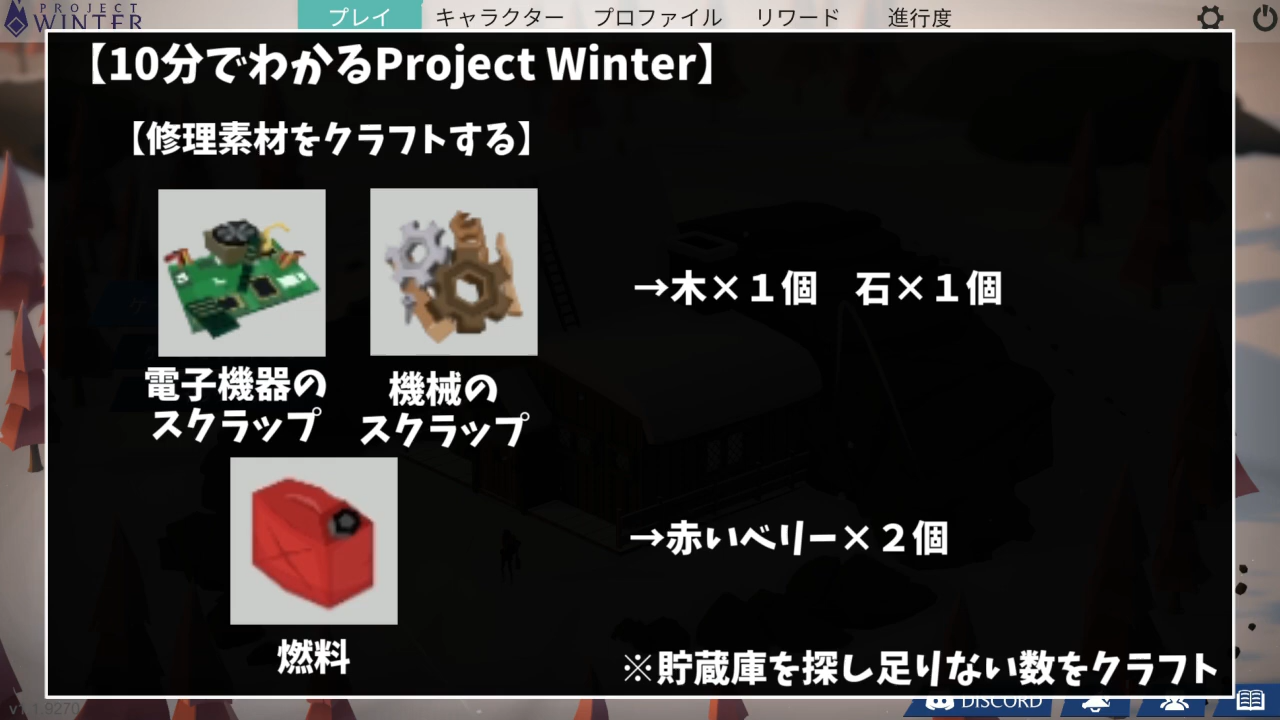 PROJECT
WINTER
プレイ
キャラクター
プロファイル
リワード
進行度
【10分でわかるProject Winter】
【修理素材をクラフトする】
→木×１個　石×１個
電子機器の
スクラップ
機械の
スクラップ
→赤いベリー×２個
燃料
※貯蔵庫を探し足りない数をクラフト
DISCORD